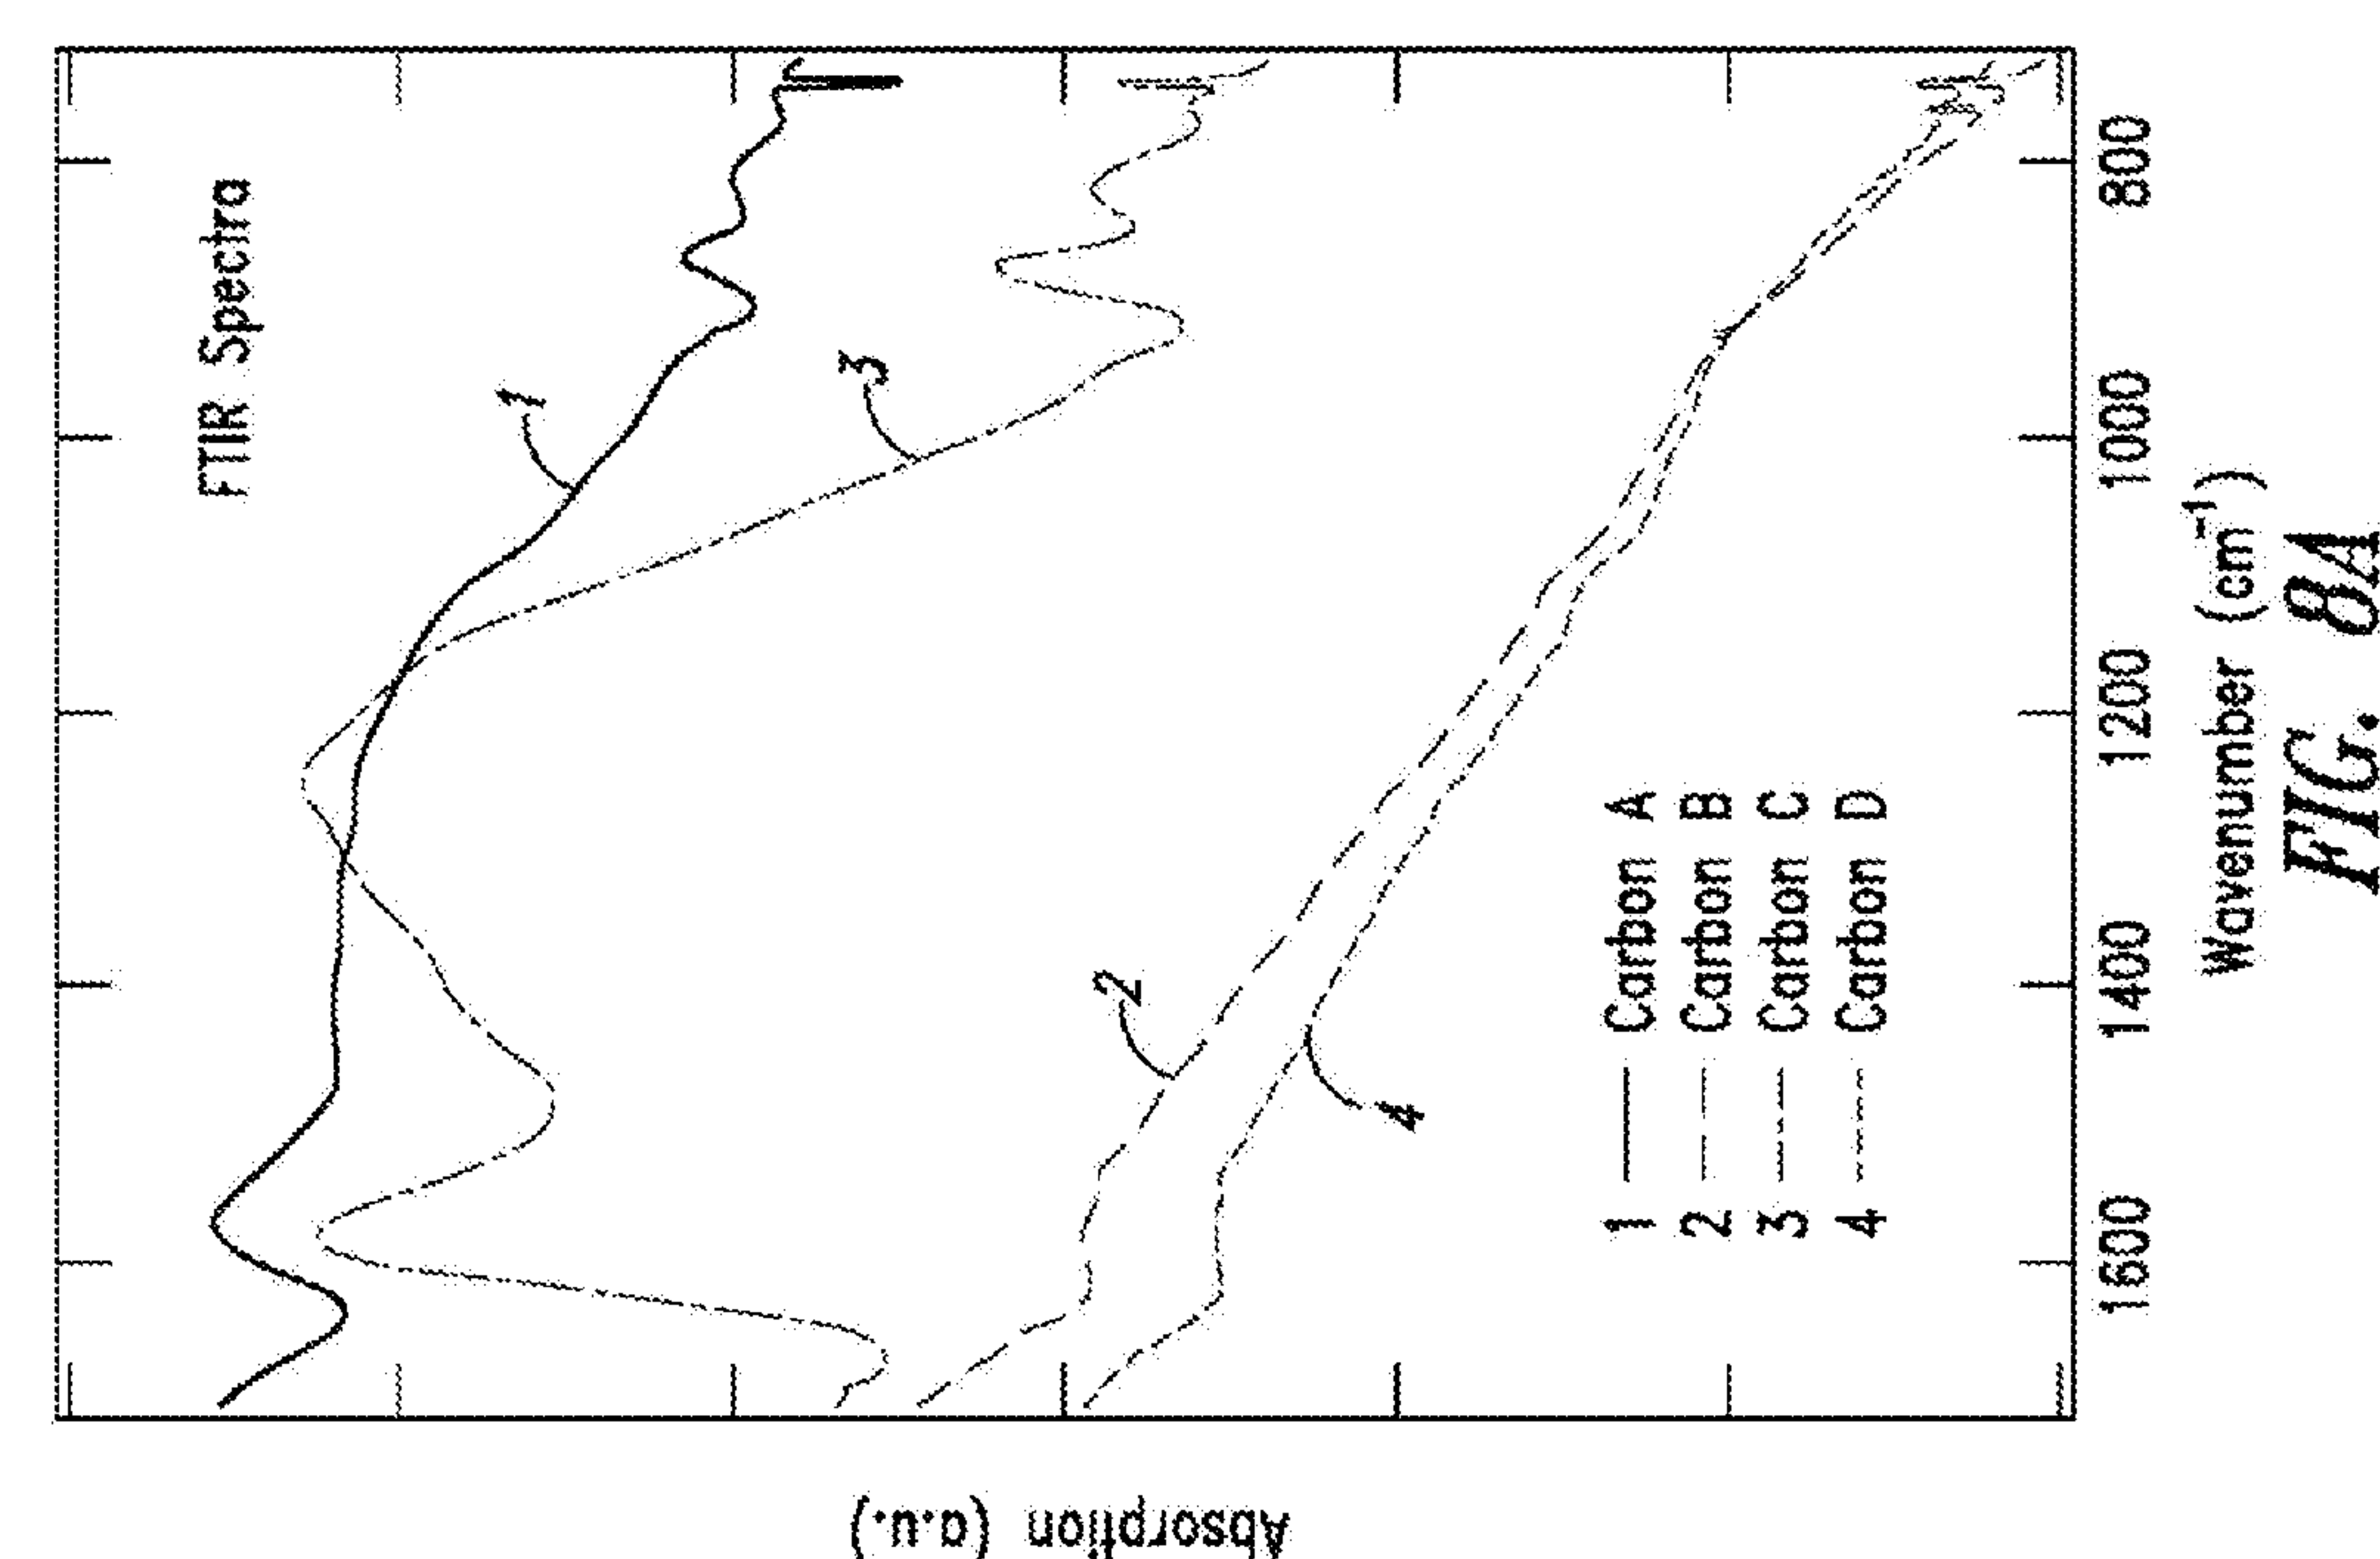 FTIR Spectra
1
3
2
4
1 Carbon A
2 Carbon B
3 Carbon C
4 Carbon D
Absorption (a.u.)
1600 1400 1200 1000 800
Wavenumber (cm⁻¹)
FIG. 8A